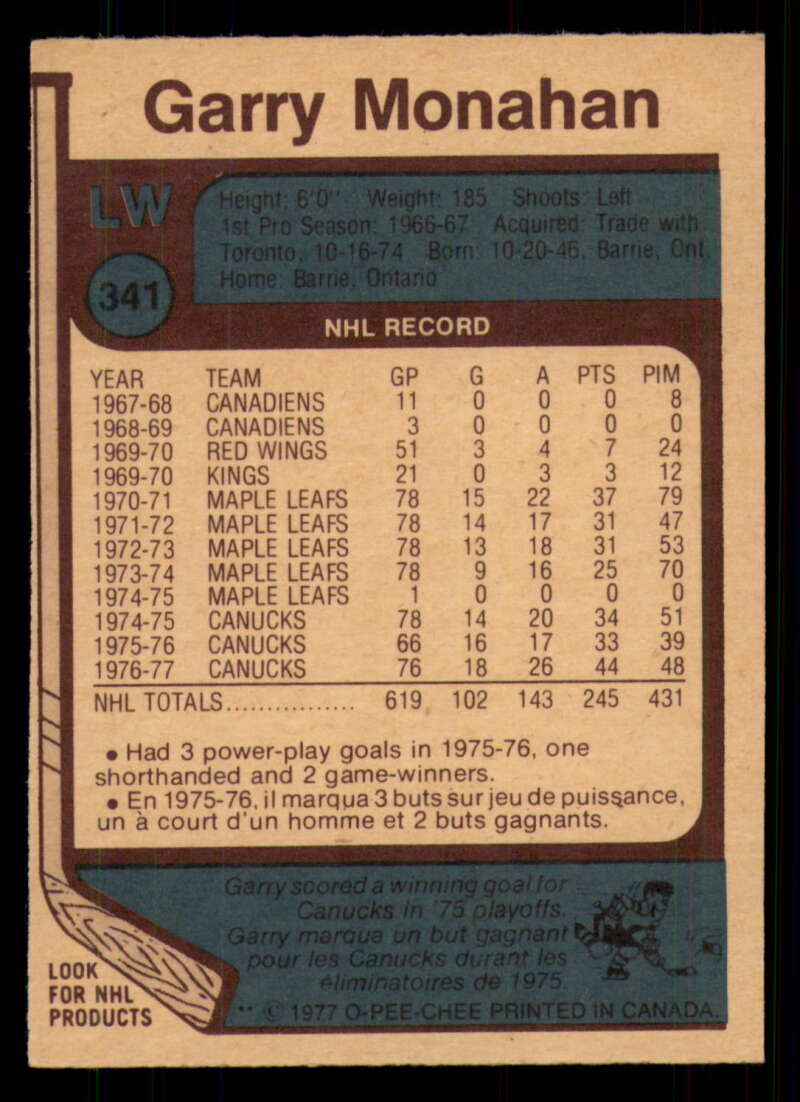 Garry Monahan
LW
Height: 6'0" Weight: 185 Shoots: Left
1st Pro Season: 1966-67 Acquired: Trade with
Toronto, 10-16-74 Born: 10-20-46, Barrie, Ont.
Home: Barrie, Ontario
341
NHL RECORD
YEAR TEAM GP G A PTS PIM
1967-68 CANADIENS 11 0 0 0 8
1968-69 CANADIENS 3 0 0 0 0
1969-70 RED WINGS 51 3 4 7 24
1969-70 KINGS 21 0 3 3 12
1970-71 MAPLE LEAFS 78 15 22 37 79
1971-72 MAPLE LEAFS 78 14 17 31 47
1972-73 MAPLE LEAFS 78 13 18 31 53
1973-74 MAPLE LEAFS 78 9 16 25 70
1974-75 MAPLE LEAFS 1 0 0 0 0
1974-75 CANUCKS 78 14 20 34 51
1975-76 CANUCKS 66 16 17 33 39
1976-77 CANUCKS 76 18 26 44 48
NHL TOTALS................ 619 102 143 245 431
• Had 3 power-play goals in 1975-76, one
shorthanded and 2 game-winners.
• En 1975-76, il marqua 3 buts sur jeu de puissance,
un à court d'un homme et 2 buts gagnants.
Garry scored a winning goal for
Canucks in '75 playoffs.
Garry marqua un but gagnant
pour les Canucks durant les
éliminatoires de 1975.
LOOK
FOR NHL
PRODUCTS
** © 1977 O-PEE-CHEE PRINTED IN CANADA.